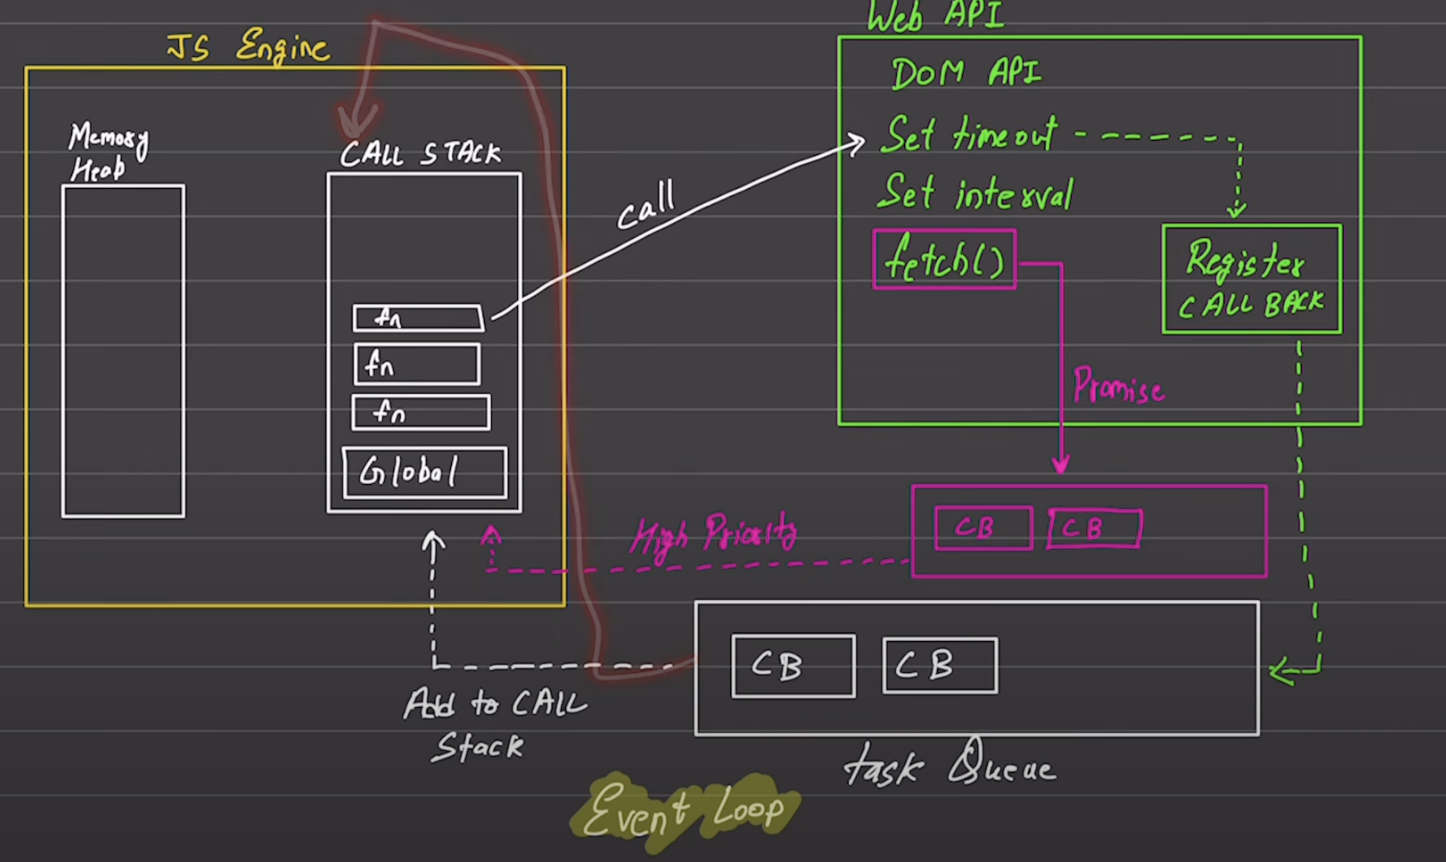 JS Engine
Memory
Heap
CALL STACK
fn
fn
fn
Global
call
Web API
DOM API
Set timeout
Set interval
fetch()
Register
CALL BACK
Promise
CB CB
High Priority
CB CB
Add to CALL
Stack
task Queue
Event Loop